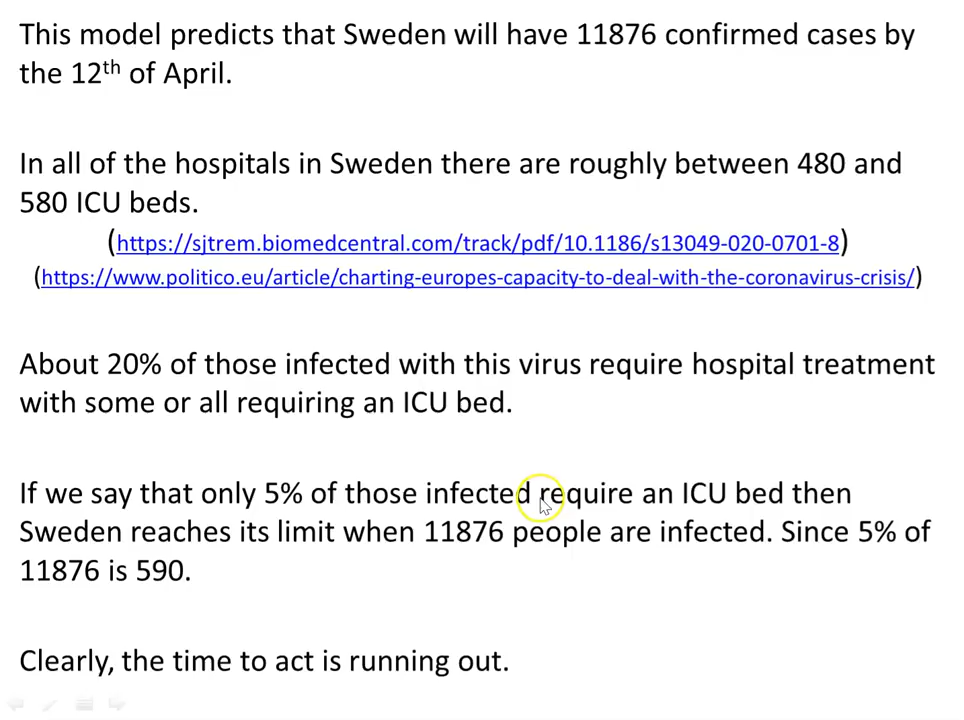 This model predicts that Sweden will have 11876 confirmed cases by
the 12th of April.
In all of the hospitals in Sweden there are roughly between 480 and
580 ICU beds.
(https://sjtrem.biomedcentral.com/track/pdf/10.1186/s13049-020-0701-8)
(https://www.politico.eu/article/charting-europes-capacity-to-deal-with-the-coronavirus-crisis/)
About 20% of those infected with this virus require hospital treatment
with some or all requiring an ICU bed.
If we say that only 5% of those infected require an ICU bed then
Sweden reaches its limit when 11876 people are infected. Since 5% of
11876 is 590.
Clearly, the time to act is running out.